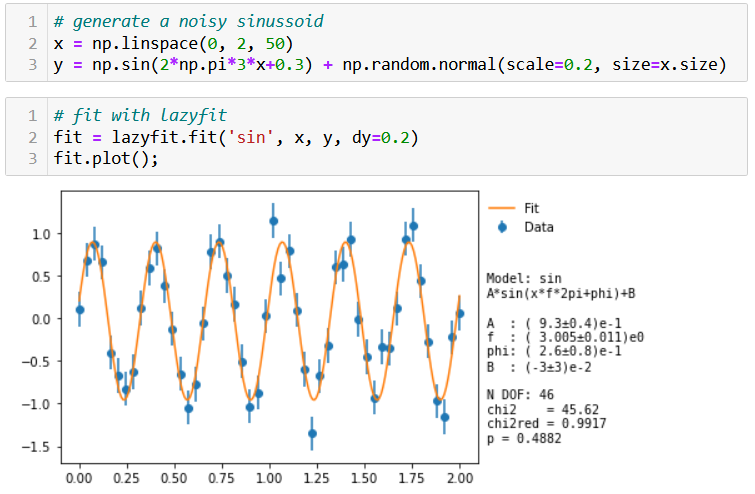 1 # generate a noisy sinussoid
2 x = np.linspace(0, 2, 50)
3 y = np.sin(2*np.pi*3*x+0.3) + np.random.normal(scale=0.2, size=x.size)
1 # fit with lazyfit
2 fit = lazyfit.fit('sin', x, y, dy=0.2)
3 fit.plot();
1.0
0.5
0.0
−0.5
−1.0
−1.5
0.00 0.25 0.50 0.75 1.00 1.25 1.50 1.75 2.00
Fit
Data
Model: sin
A*sin(x*f*2pi+phi)+B
A  : ( 9.3±0.4)e-1
f  : ( 3.005±0.011)e0
phi: ( 2.6±0.8)e-1
B  : (-3±3)e-2
N DOF: 46
chi2    = 45.62
chi2red = 0.9917
p = 0.4882